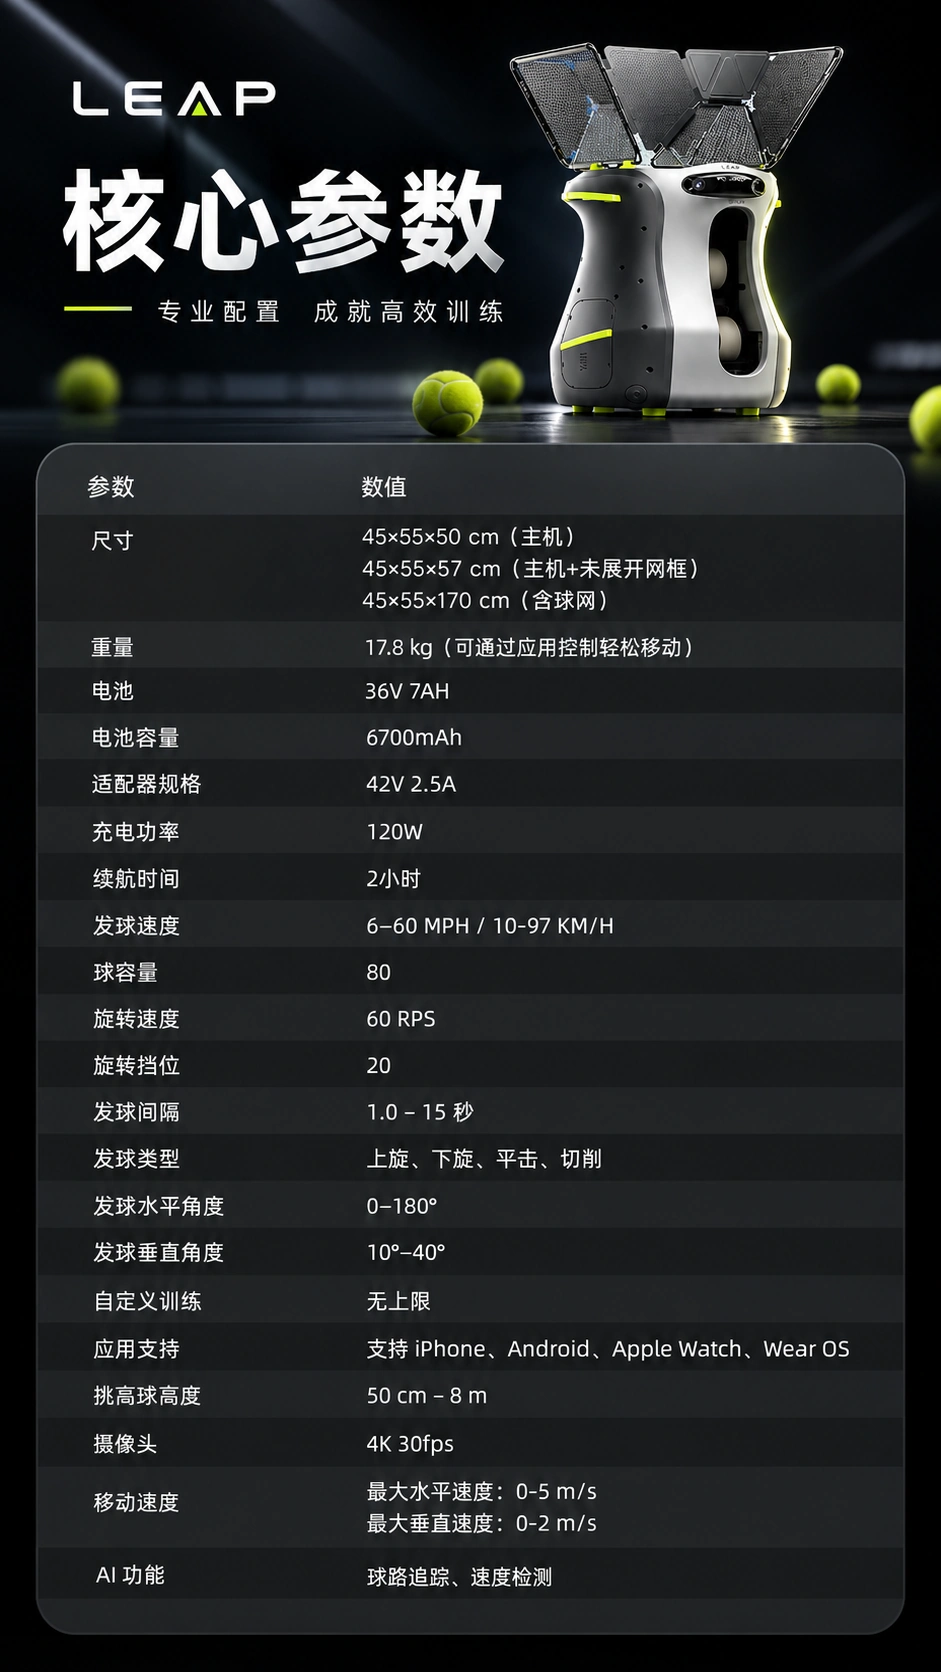 LEAP
核心参数
专业配置 成就高效训练
LEAP
参数 数值
尺寸 45×55×50 cm（主机）
45×55×57 cm（主机+未展开网框）
45×55×170 cm（含球网）
重量 17.8 kg（可通过应用控制轻松移动）
电池 36V 7AH
电池容量 6700mAh
适配器规格 42V 2.5A
充电功率 120W
续航时间 2小时
发球速度 6–60 MPH / 10-97 KM/H
球容量 80
旋转速度 60 RPS
旋转挡位 20
发球间隔 1.0 – 15 秒
发球类型 上旋、下旋、平击、切削
发球水平角度 0–180°
发球垂直角度 10°–40°
自定义训练 无上限
应用支持 支持 iPhone、Android、Apple Watch、Wear OS
挑高球高度 50 cm – 8 m
摄像头 4K 30fps
移动速度 最大水平速度：0-5 m/s
最大垂直速度：0-2 m/s
AI 功能 球路追踪、速度检测